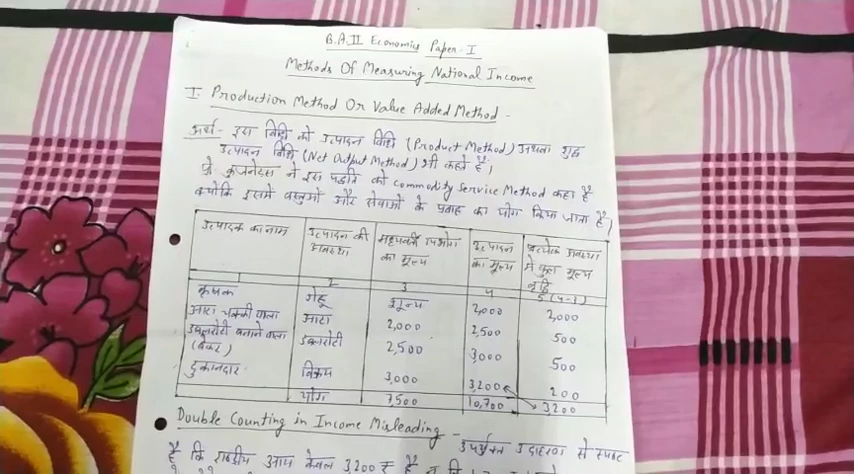 B.A.II Economics Paper-I
Methods Of Measuring National Income
I. Production Method Or Value Added Method -
अर्थ - इस विधि को उत्पादन विधि (Product Method) अथवा शुद्ध
उत्पादन विधि (Net Output Method) भी कहते हैं।
प्रो. कुजनेट्स ने इस पद्धति को Commodity Service Method कहा है
क्योंकि इसमें वस्तुओं और सेवाओं के प्रवाह का योग किया जाता है।
उत्पादक का नाम उत्पादन की अवस्था मध्यवर्ती उपभोग का मूल्य उत्पादन का मूल्य प्रत्येक अवस्था में कुल मूल्य वृद्धि
1 2 3 4 5 (4-3)
कृषक गेहूं शून्य 2,000 2,000
आटा चक्की वाला आटा 2,000 2,500 500
डबलरोटी बनाने वाला (बेकर) डबलरोटी 2,500 3,000 500
दुकानदार विक्रय 3,000 3,200 200
योग 7500 10,700 3200
Double Counting in Income Misleading - उपर्युक्त उदाहरण से स्पष्ट
है कि राष्ट्रीय आय केवल 3200 ₹ है न कि